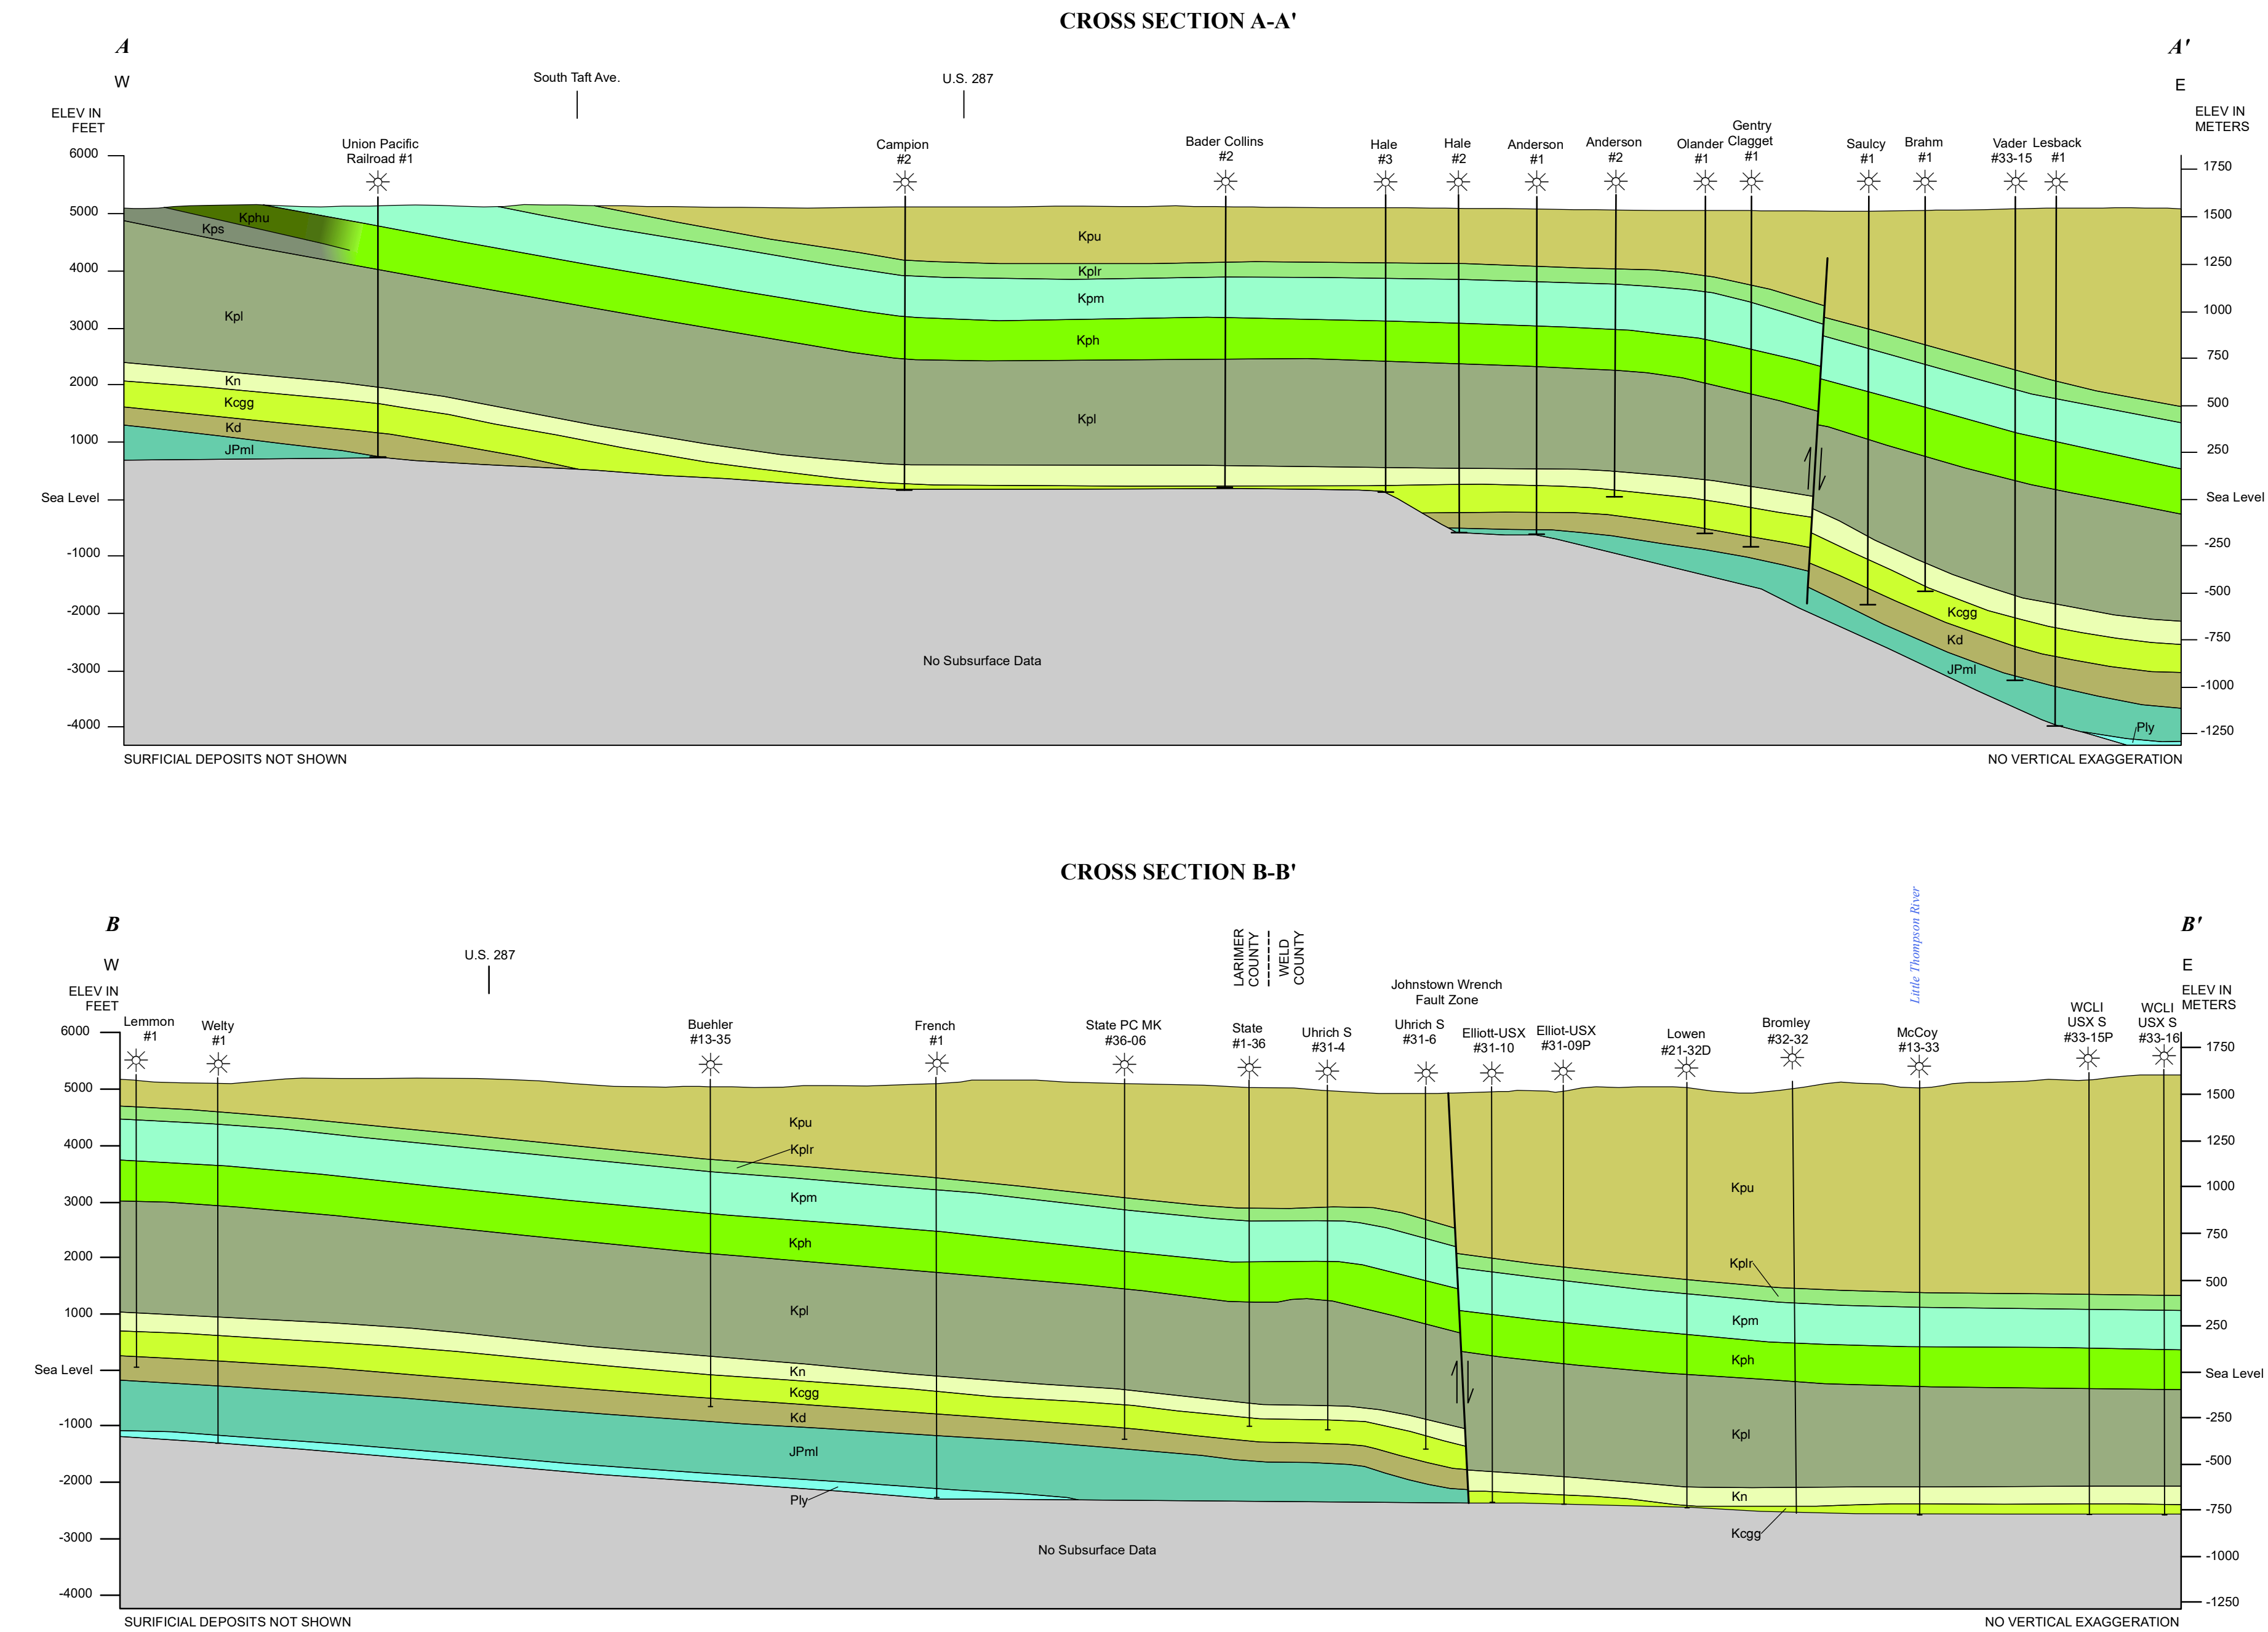 CROSS SECTION A-A'
A
A'
W
E
South Taft Ave.
U.S. 287
ELEV IN
FEET
ELEV IN
METERS
Union Pacific
Railroad #1
Campion
#2
Bader Collins
#2
Hale
#3
Hale
#2
Anderson
#1
Anderson
#2
Olander
#1
Gentry
Clagget
#1
Saulcy
#1
Brahm
#1
Vader
#33-15
Lesback
#1
6000
5000
4000
3000
2000
1000
Sea Level
-1000
-2000
-3000
-4000
1750
1500
1250
1000
750
500
250
Sea Level
-250
-500
-750
-1000
-1250
Kphu
Kps
Kpl
Kn
Kcgg
Kd
JPml
Kpu
Kplr
Kpm
Kph
Kpl
Kcgg
Kd
JPml
Ply
No Subsurface Data
SURFICIAL DEPOSITS NOT SHOWN
NO VERTICAL EXAGGERATION
CROSS SECTION B-B'
B
B'
W
E
U.S. 287
LARIMER
COUNTY
WELD
COUNTY
Johnstown Wrench
Fault Zone
Little Thompson River
ELEV IN
FEET
ELEV IN
METERS
Lemmon
#1
Welty
#1
Buehler
#13-35
French
#1
State PC MK
#36-06
State
#1-36
Uhrich S
#31-4
Uhrich S
#31-6
Elliott-USX
#31-10
Elliot-USX
#31-09P
Lowen
#21-32D
Bromley
#32-32
McCoy
#13-33
WCLI
USX S
#33-15P
WCLI
USX S
#33-16
6000
5000
4000
3000
2000
1000
Sea Level
-1000
-2000
-3000
-4000
1750
1500
1250
1000
750
500
250
Sea Level
-250
-500
-750
-1000
-1250
Kpu
Kplr
Kpm
Kph
Kpl
Kn
Kcgg
Kd
JPml
Ply
Kpu
Kplr
Kpm
Kph
Kpl
Kn
Kcgg
No Subsurface Data
SURIFICIAL DEPOSITS NOT SHOWN
NO VERTICAL EXAGGERATION